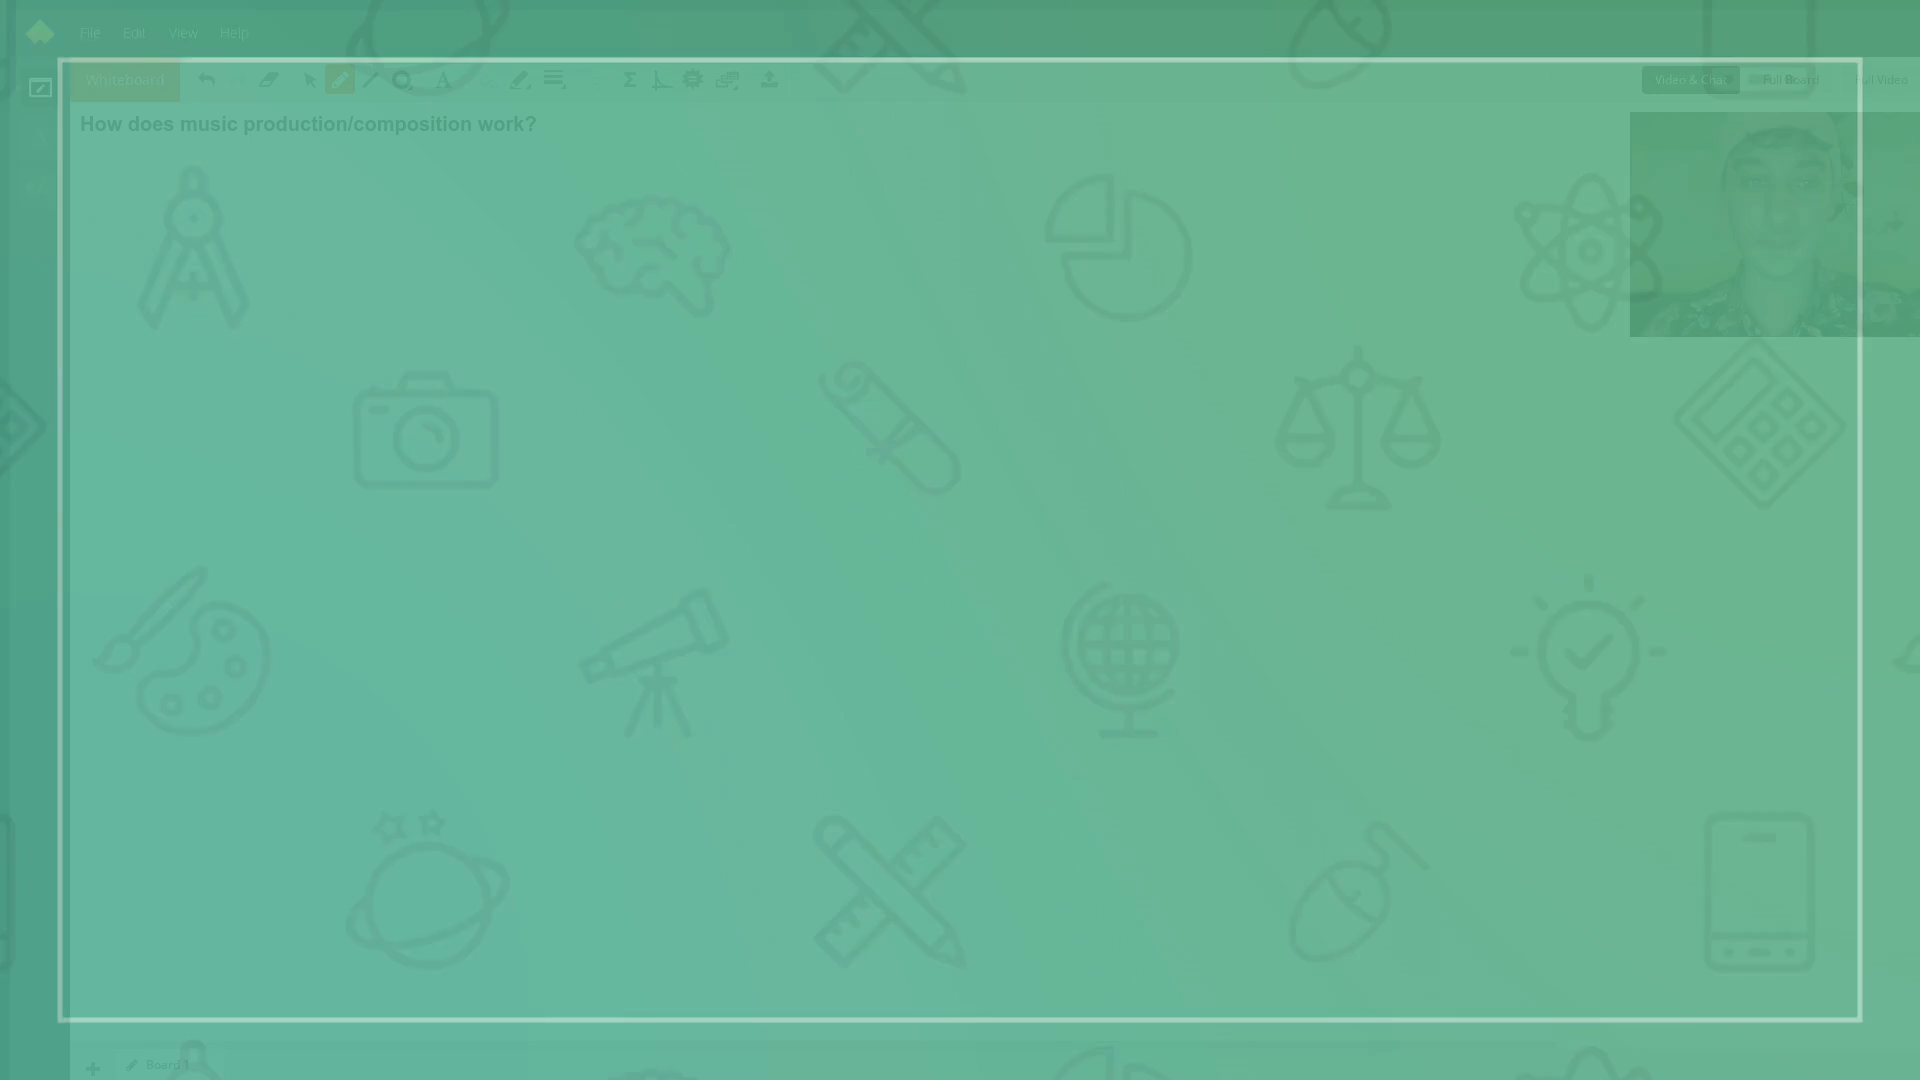 File Edit View Help
Whiteboard
Video & Chat Full Board Full Video
How does music production/composition work?
Board 1